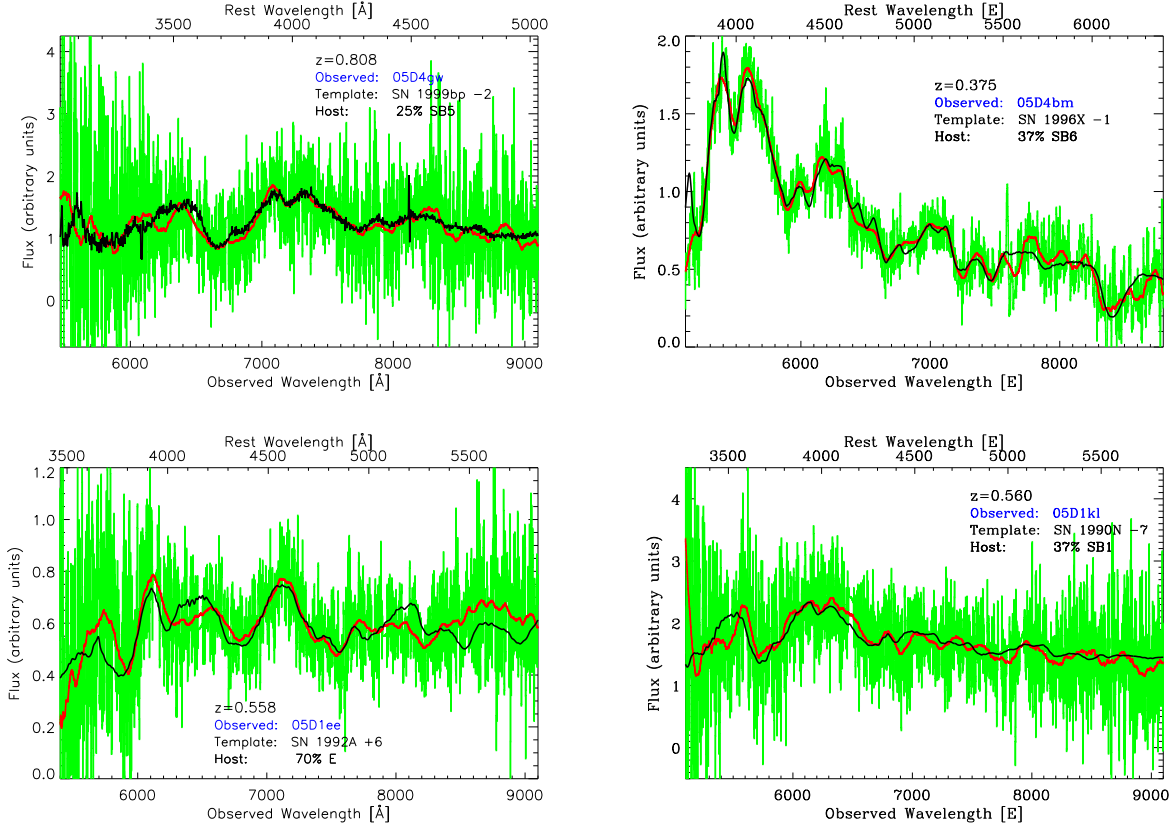 Rest Wavelength [Å]
3500 4000 4500 5000
4
3
2
1
0
Flux (arbitrary units)
z=0.808
Observed: 05D4gw
Template: SN 1999bp −2
Host: 25% SB5
6000 7000 8000 9000
Observed Wavelength [Å]
Rest Wavelength [E]
4000 4500 5000 5500 6000
2.0
1.5
1.0
0.5
0.0
Flux (arbitrary units)
z=0.375
Observed: 05D4bm
Template: SN 1996X −1
Host: 37% SB6
6000 7000 8000
Observed Wavelength [E]
Rest Wavelength [Å]
3500 4000 4500 5000 5500
1.2
1.0
0.8
0.6
0.4
0.2
0.0
Flux (arbitrary units)
z=0.558
Observed: 05D1ee
Template: SN 1992A +6
Host: 70% E
6000 7000 8000 9000
Observed Wavelength [Å]
Rest Wavelength [E]
3500 4000 4500 5000 5500
4
3
2
1
0
Flux (arbitrary units)
z=0.560
Observed: 05D1kl
Template: SN 1990N −7
Host: 37% SB1
6000 7000 8000 9000
Observed Wavelength [E]